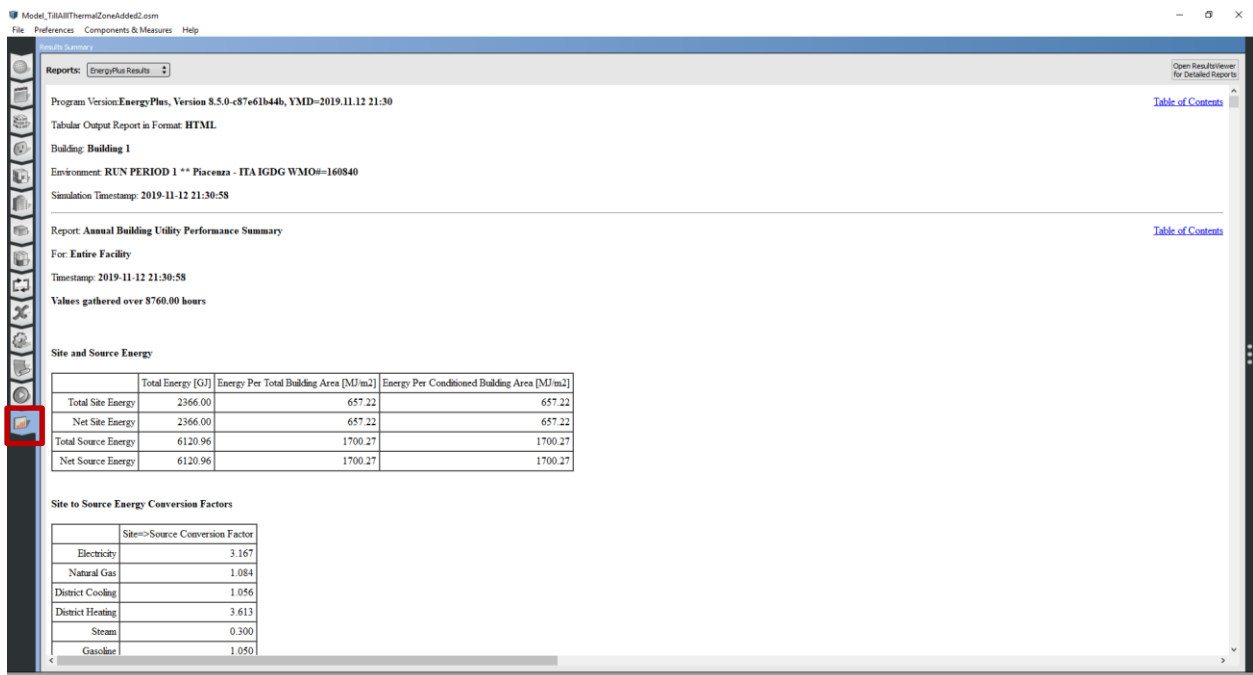 Model_TillAllThermalZoneAdded2.osm
File Preferences Components & Measures Help
Results Summary
Reports: EnergyPlus Results
Open ResultsViewer
for Detailed Reports
Program Version:EnergyPlus, Version 8.5.0-c87e61b44b, YMD=2019.11.12 21:30
Table of Contents
Tabular Output Report in Format: HTML
Building: Building 1
Environment: RUN PERIOD 1 ** Piacenza - ITA IGDG WMO#=160840
Simulation Timestamp: 2019-11-12 21:30:58
Report: Annual Building Utility Performance Summary
Table of Contents
For: Entire Facility
Timestamp: 2019-11-12 21:30:58
Values gathered over 8760.00 hours
Site and Source Energy
Total Energy [GJ] Energy Per Total Building Area [MJ/m2] Energy Per Conditioned Building Area [MJ/m2]
Total Site Energy 2366.00 657.22 657.22
Net Site Energy 2366.00 657.22 657.22
Total Source Energy 6120.96 1700.27 1700.27
Net Source Energy 6120.96 1700.27 1700.27
Site to Source Energy Conversion Factors
Site=>Source Conversion Factor
Electricity 3.167
Natural Gas 1.084
District Cooling 1.056
District Heating 3.613
Steam 0.300
Gasoline 1.050